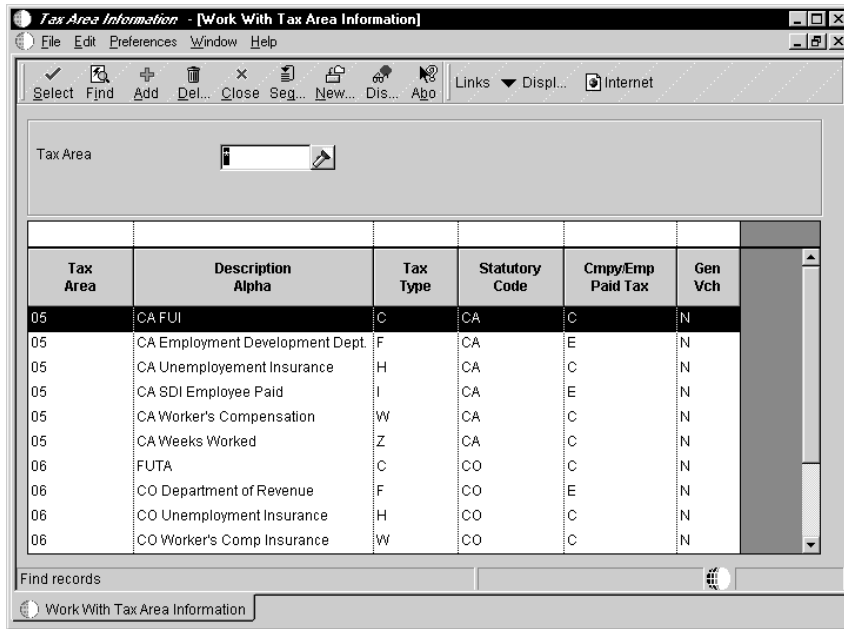 Tax Area Information - [Work With Tax Area Information]
File Edit Preferences Window Help
Select Find Add Del... Close Seq... New... Dis... Abo Links Displ... Internet
Tax Area *
Tax Area Description Alpha Tax Type Statutory Code Cmpy/Emp Paid Tax Gen Vch
05 CA FUI C CA C N
05 CA Employment Development Dept. F CA E N
05 CA Unemployement Insurance H CA C N
05 CA SDI Employee Paid I CA E N
05 CA Worker's Compensation W CA C N
05 CA Weeks Worked Z CA C N
06 FUTA C CO C N
06 CO Department of Revenue F CO E N
06 CO Unemployment Insurance H CO C N
06 CO Worker's Comp Insurance W CO C N
Find records
Work With Tax Area Information